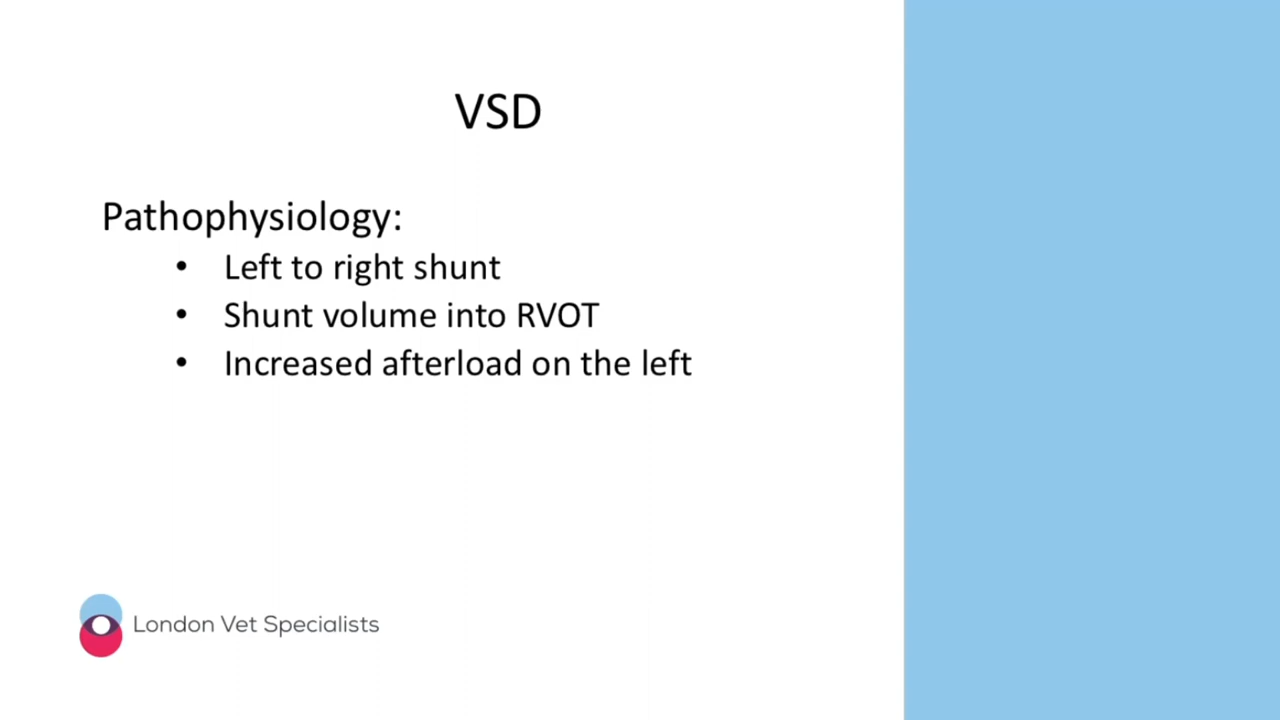 VSD
Pathophysiology:
• Left to right shunt
• Shunt volume into RVOT
• Increased afterload on the left
London Vet Specialists